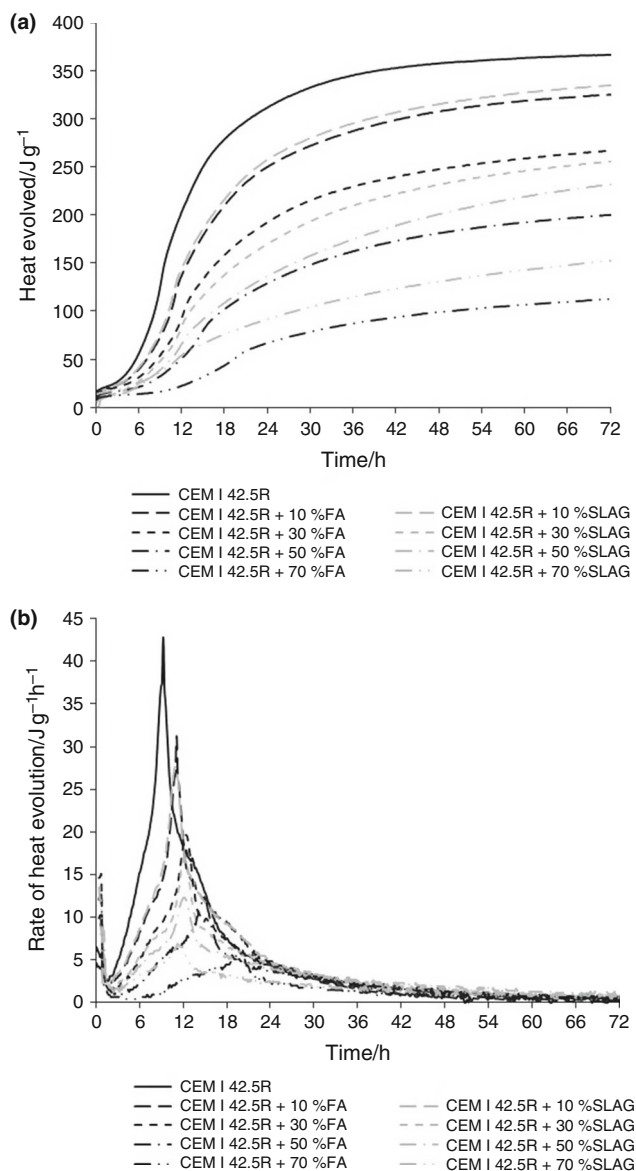 (a)
400
350
300
250
200
150
100
50
0
Heat evolved/J g⁻¹
0 6 12 18 24 30 36 42 48 54 60 66 72
Time/h
CEM I 42.5R
CEM I 42.5R + 10 %FA
CEM I 42.5R + 30 %FA
CEM I 42.5R + 50 %FA
CEM I 42.5R + 70 %FA
CEM I 42.5R + 10 %SLAG
CEM I 42.5R + 30 %SLAG
CEM I 42.5R + 50 %SLAG
CEM I 42.5R + 70 %SLAG
(b)
45
40
35
30
25
20
15
10
5
0
Rate of heat evolution/J g⁻¹h⁻¹
0 6 12 18 24 30 36 42 48 54 60 66 72
Time/h
CEM I 42.5R
CEM I 42.5R + 10 %FA
CEM I 42.5R + 30 %FA
CEM I 42.5R + 50 %FA
CEM I 42.5R + 70 %FA
CEM I 42.5R + 10 %SLAG
CEM I 42.5R + 30 %SLAG
CEM I 42.5R + 50 %SLAG
CEM I 42.5R + 70 %SLAG